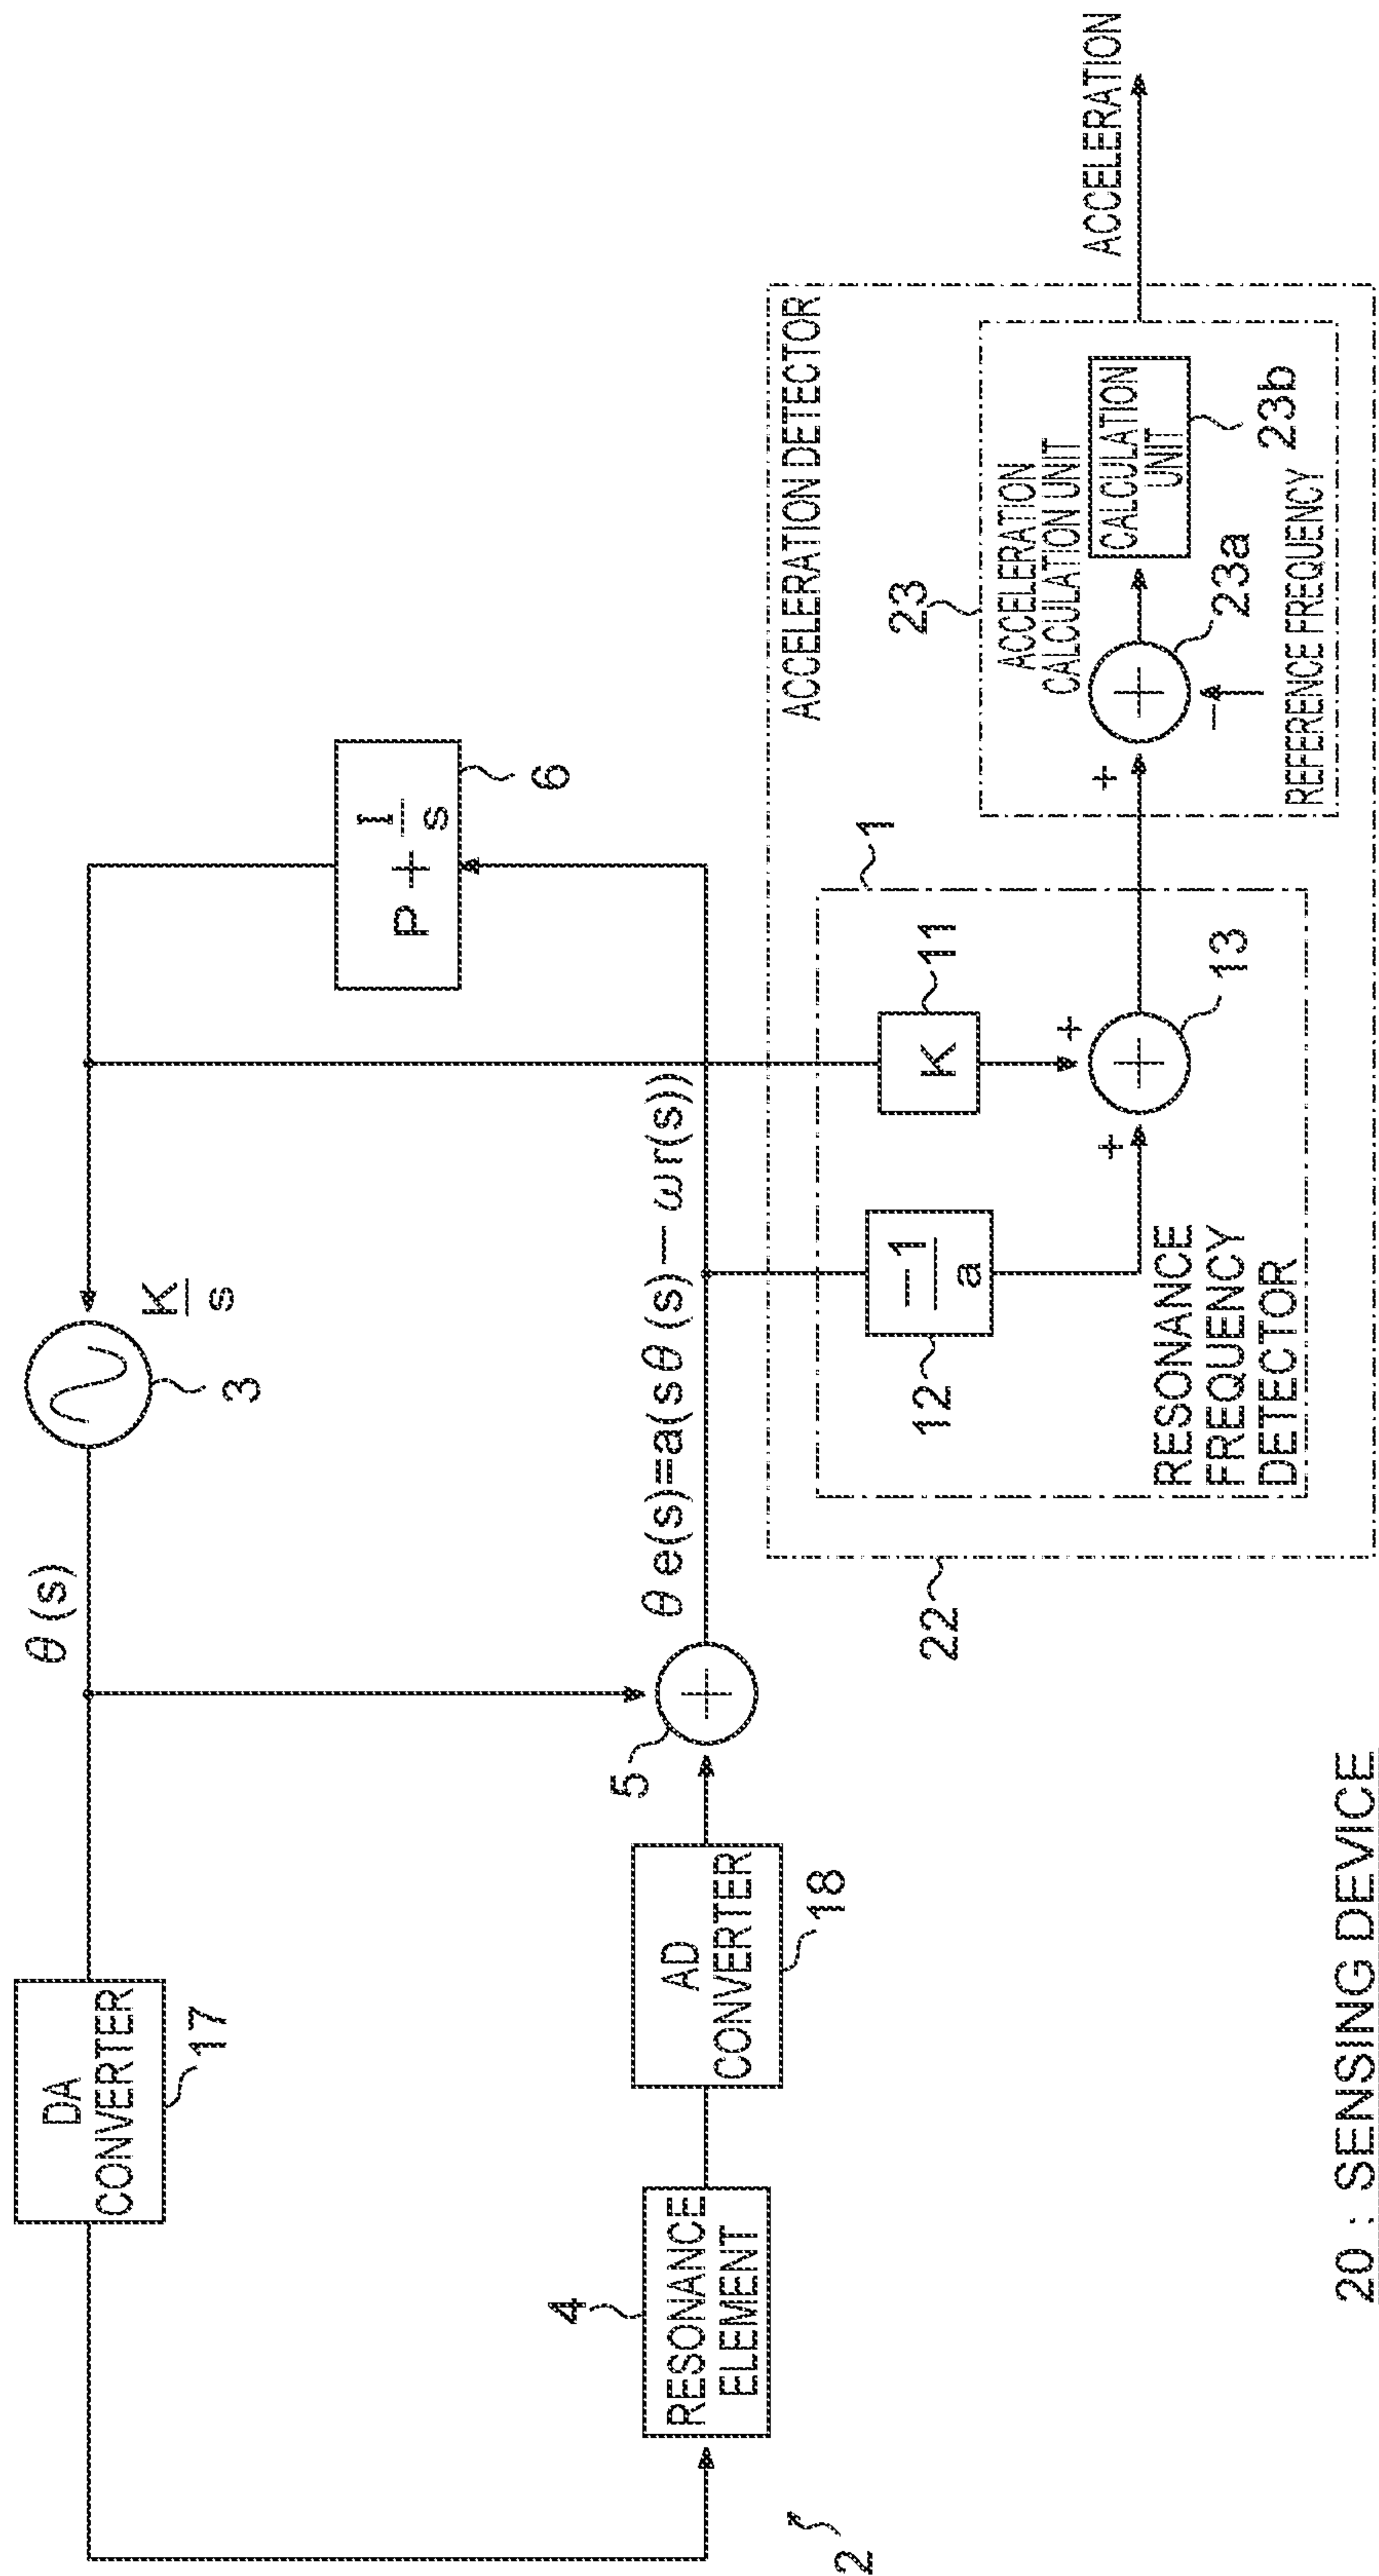 DA
CONVERTER
17
θ(s)
3
K
s
P + I
s
6
RESONANCE
ELEMENT
4
AD
CONVERTER
18
5
θe(s)=a(sθ(s)—ωr(s))
2
ACCELERATION DETECTOR
22
12
−1
a
K
11
1
+
+
13
RESONANCE
FREQUENCY
DETECTOR
23
ACCELERATION
CALCULATION UNIT
+
−
CALCULATION
UNIT
23a
23b
REFERENCE FREQUENCY
ACCELERATION
20 : SENSING DEVICE